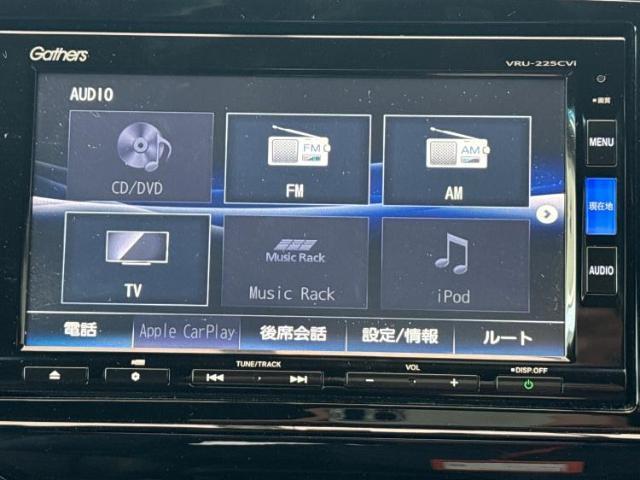 Gathers
VRU-225CVi
AUDIO
画質
MENU
CD/DVD
FM
FM
AM
AM
現在地
TV
Music Rack
Music Rack
iPod
AUDIO
電話
Apple CarPlay
後席会話
設定/情報
ルート
TUNE/TRACK
VOL
DISP.OFF
− +